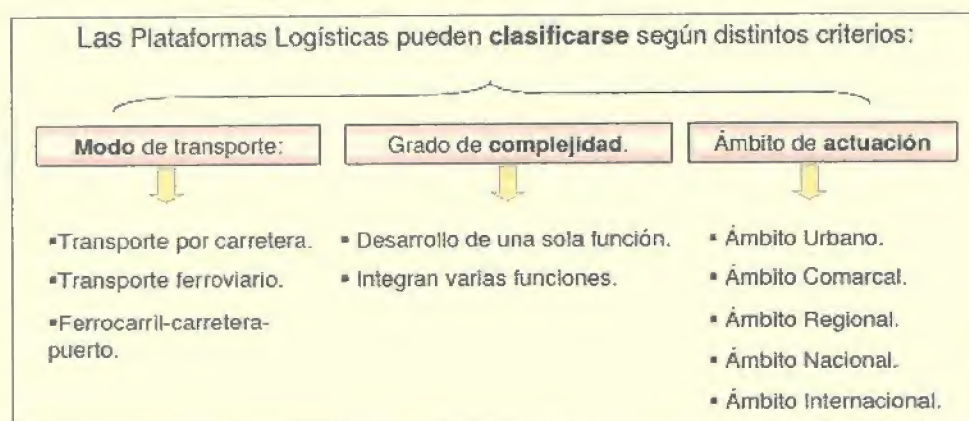 Las Plataformas Logísticas pueden clasificarse según distintos criterios:
Modo de transporte:
▪Transporte por carretera.
▪Transporte ferroviario.
▪Ferrocarril-carretera-
puerto.
Grado de complejidad.
▪ Desarrollo de una sola función.
▪ Integran varias funciones.
Ámbito de actuación
▪ Ámbito Urbano.
▪ Ámbito Comarcal.
▪ Ámbito Regional.
▪ Ámbito Nacional.
▪ Ámbito Internacional.